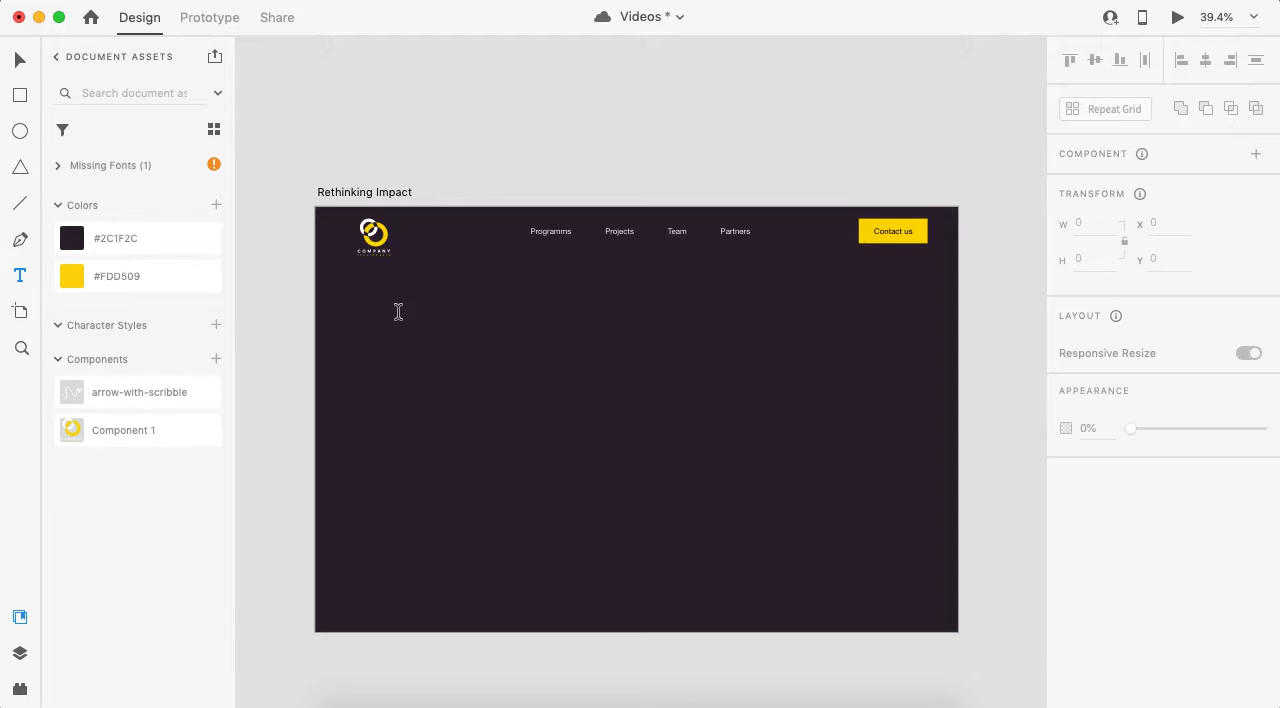 Design
Prototype
Share
Videos *
39.4%
DOCUMENT ASSETS
Search document as
Missing Fonts (1)
Colors
#2C1F2C
#FDD509
Character Styles
Components
arrow-with-scribble
Component 1
Rethinking Impact
COMPANY
Programms
Projects
Team
Partners
Contact us
Repeat Grid
COMPONENT
TRANSFORM
W 0 X 0
H 0 Y 0
LAYOUT
Responsive Resize
APPEARANCE
0%